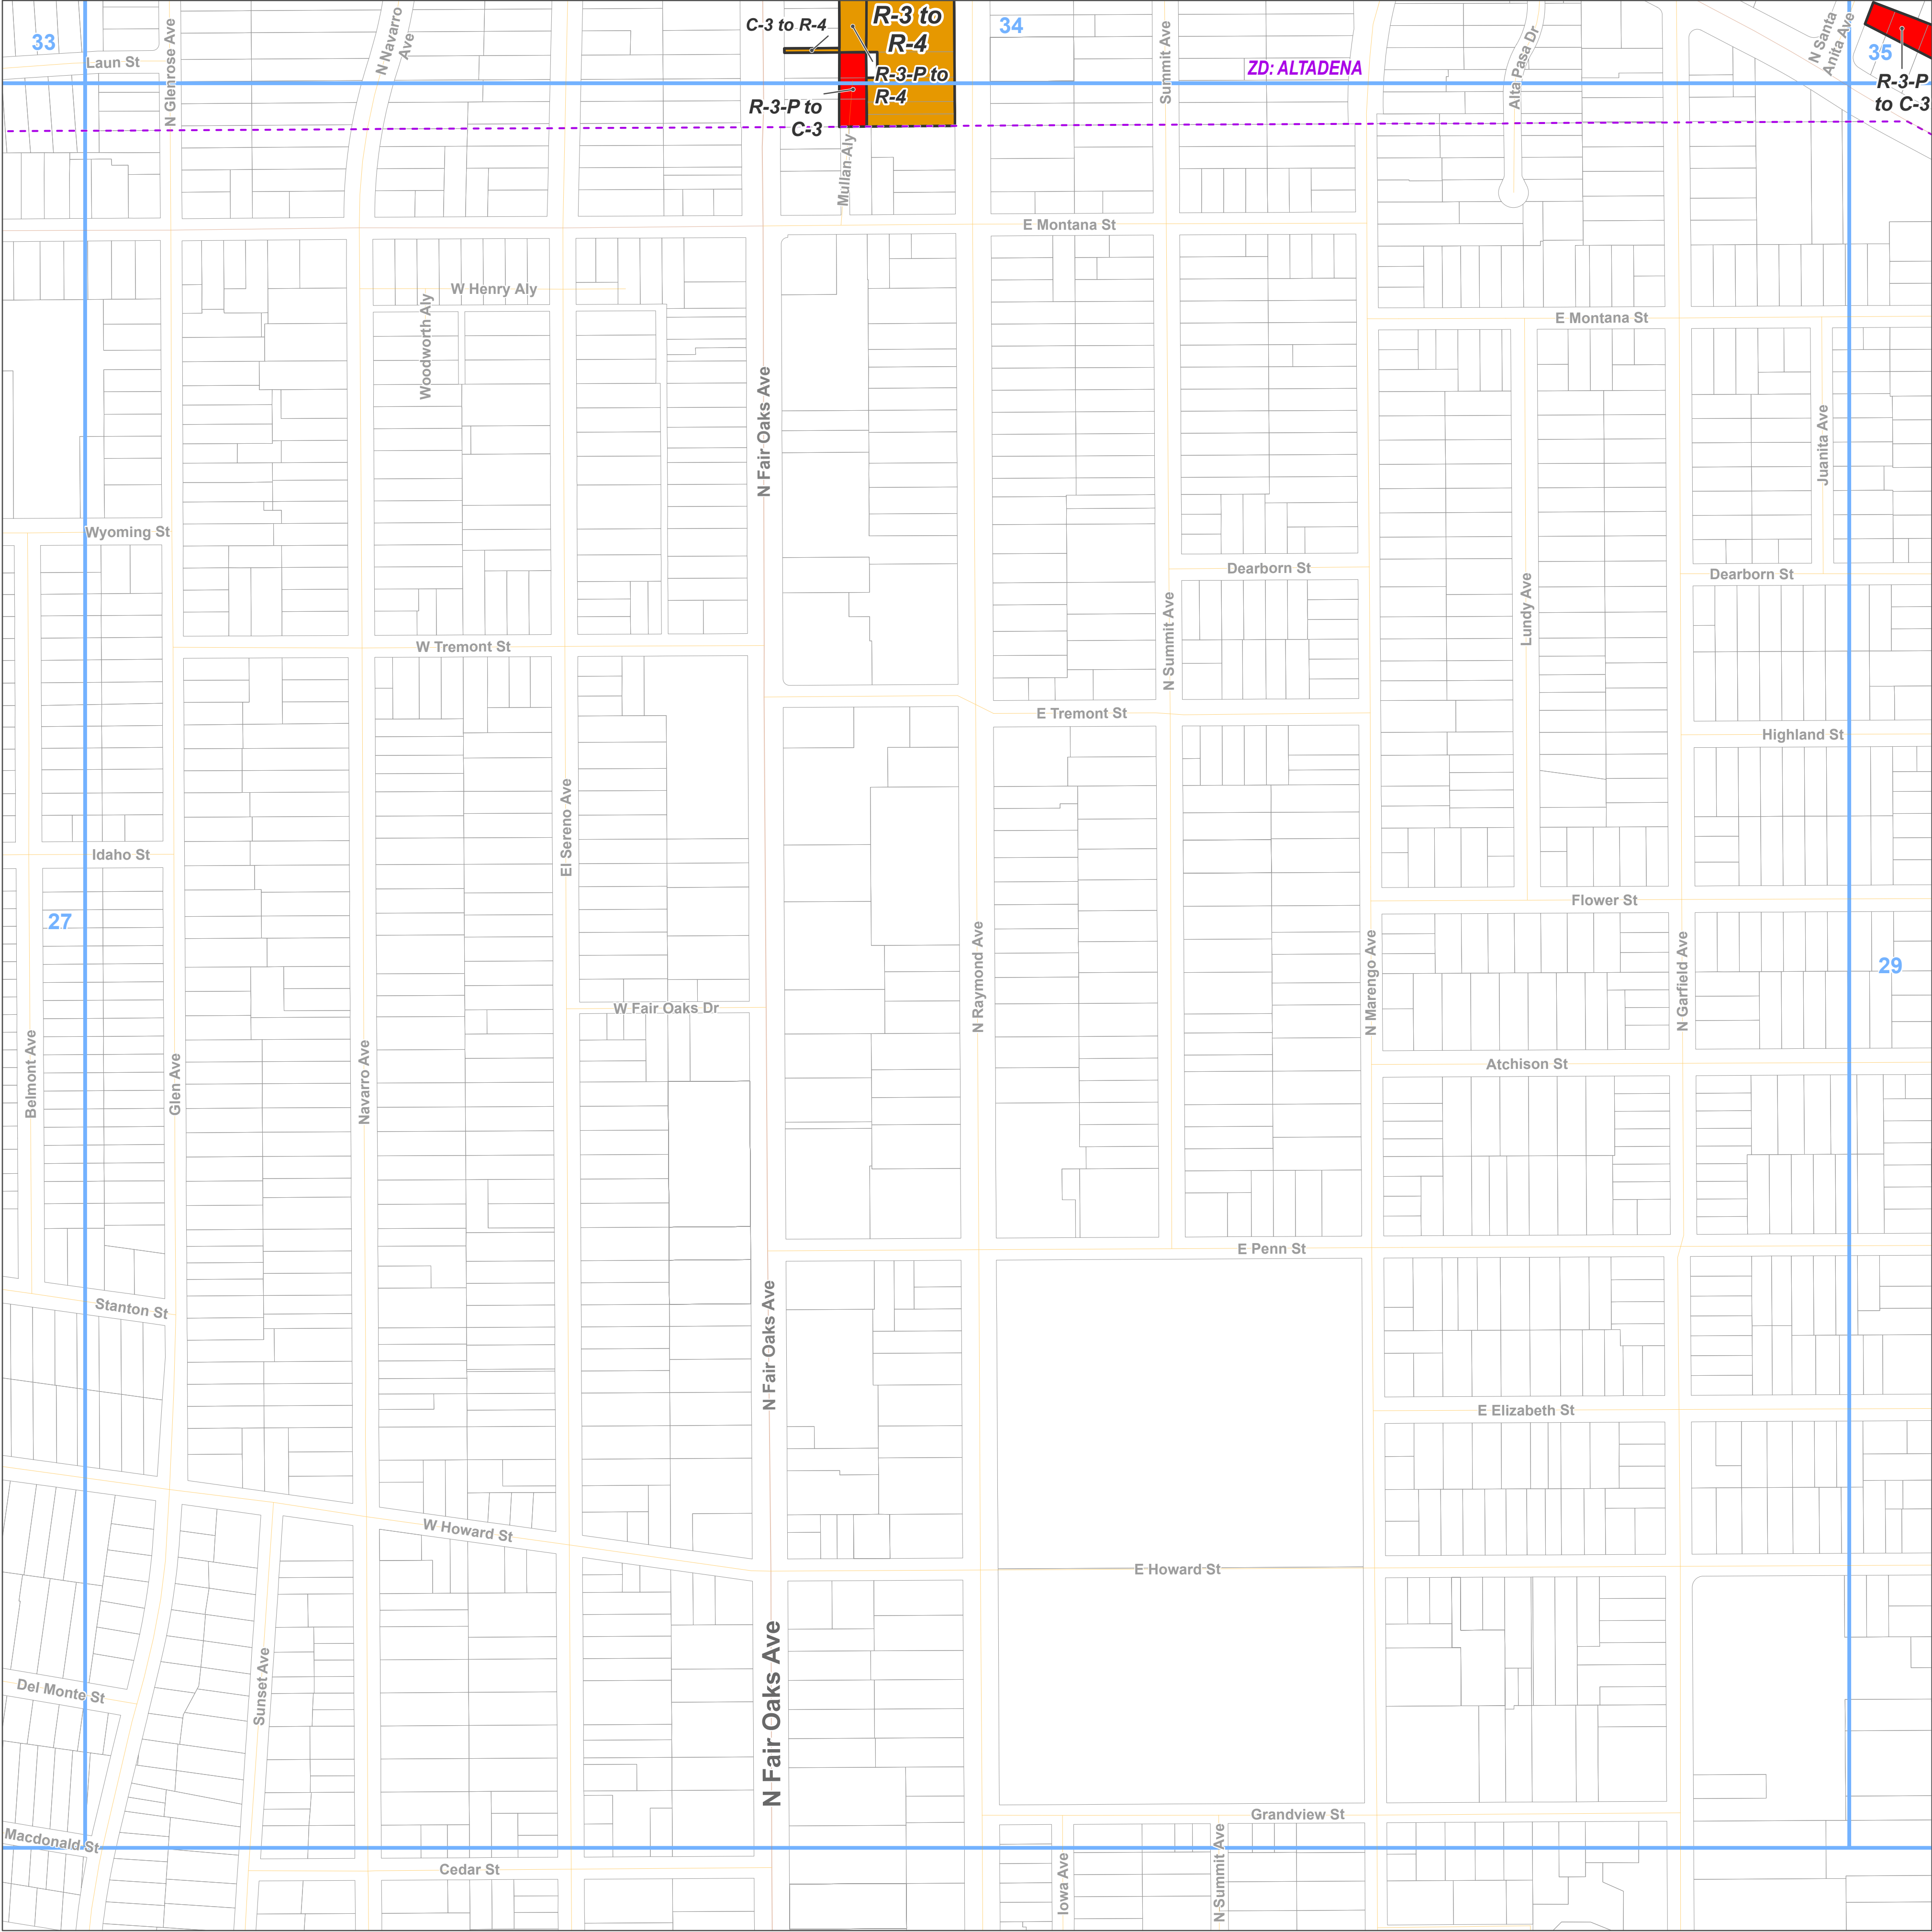 33
Laun St
N Glenrose Ave
N Navarro
Ave
C-3 to R-4
R-3 to
R-4
R-3-P to
R-4
R-3-P to
C-3
Mullan Aly
34
Summit Ave
ZD: ALTADENA
Alta Pasa Dr
N Santa
Anita Ave
35
R-3-P
to C-3
E Montana St
W Henry Aly
Woodworth Aly
E Montana St
N Fair Oaks Ave
Juanita Ave
Wyoming St
Dearborn St
Dearborn St
Lundy Ave
N Summit Ave
W Tremont St
E Tremont St
Highland St
El Sereno Ave
Idaho St
27
Flower St
29
N Raymond Ave
N Marengo Ave
N Garfield Ave
W Fair Oaks Dr
Belmont Ave
Glen Ave
Navarro Ave
Atchison St
E Penn St
Stanton St
N Fair Oaks Ave
E Elizabeth St
W Howard St
E Howard St
Sunset Ave
N Fair Oaks Ave
Del Monte St
Grandview St
Macdonald St
Cedar St
Iowa Ave
N Summit Ave